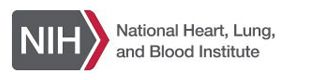 NIH
National Heart, Lung,
and Blood Institute